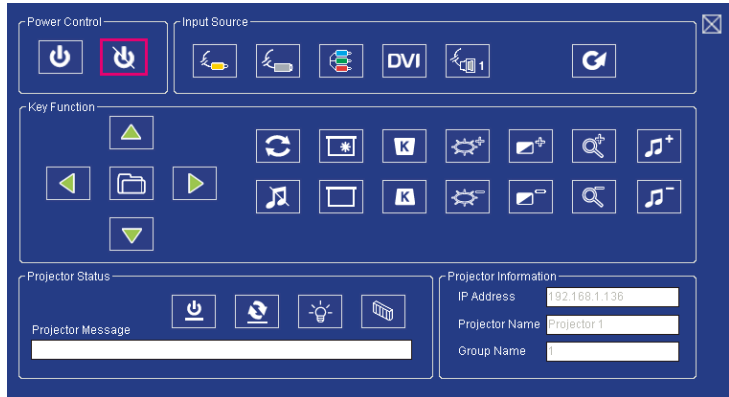 Power Control
Input Source
DVI
1
Key Function
K
K
Projector Status
Projector Message
Projector Information
IP Address 192.168.1.136
Projector Name Projector 1
Group Name 1